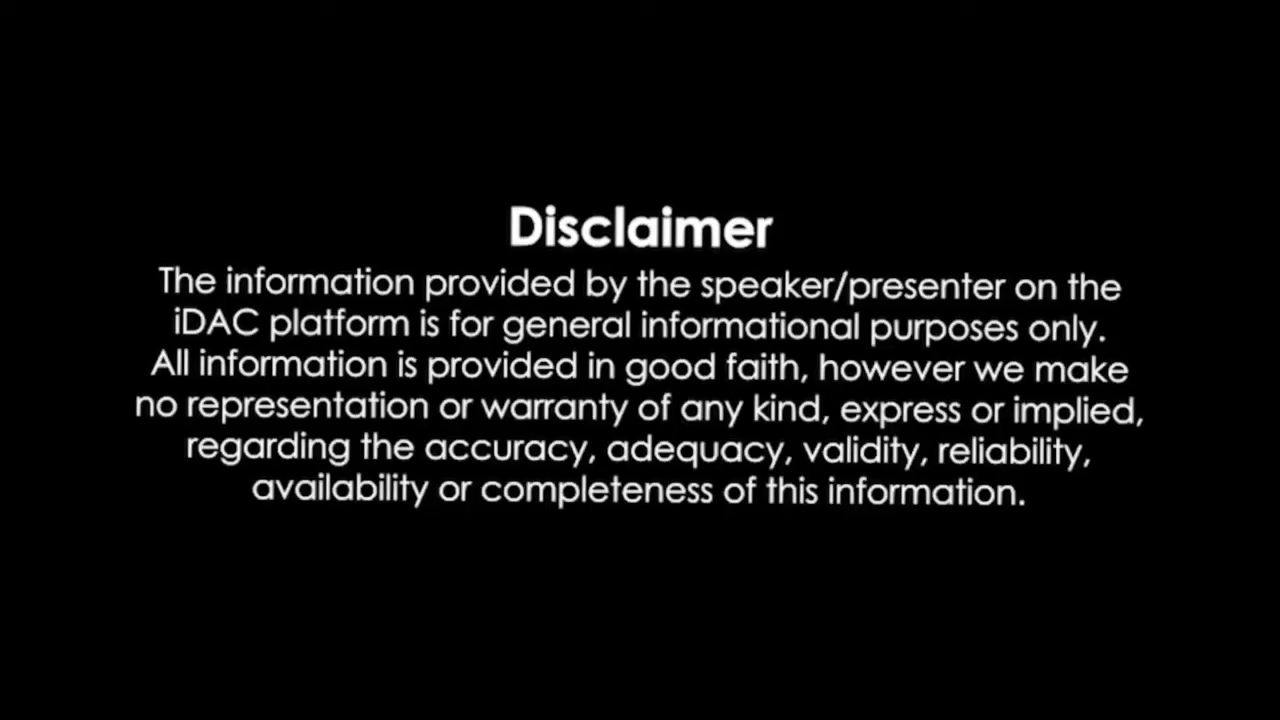 Disclaimer
The information provided by the speaker/presenter on the
iDAC platform is for general informational purposes only.
All information is provided in good faith, however we make
no representation or warranty of any kind, express or implied,
regarding the accuracy, adequacy, validity, reliability,
availability or completeness of this information.